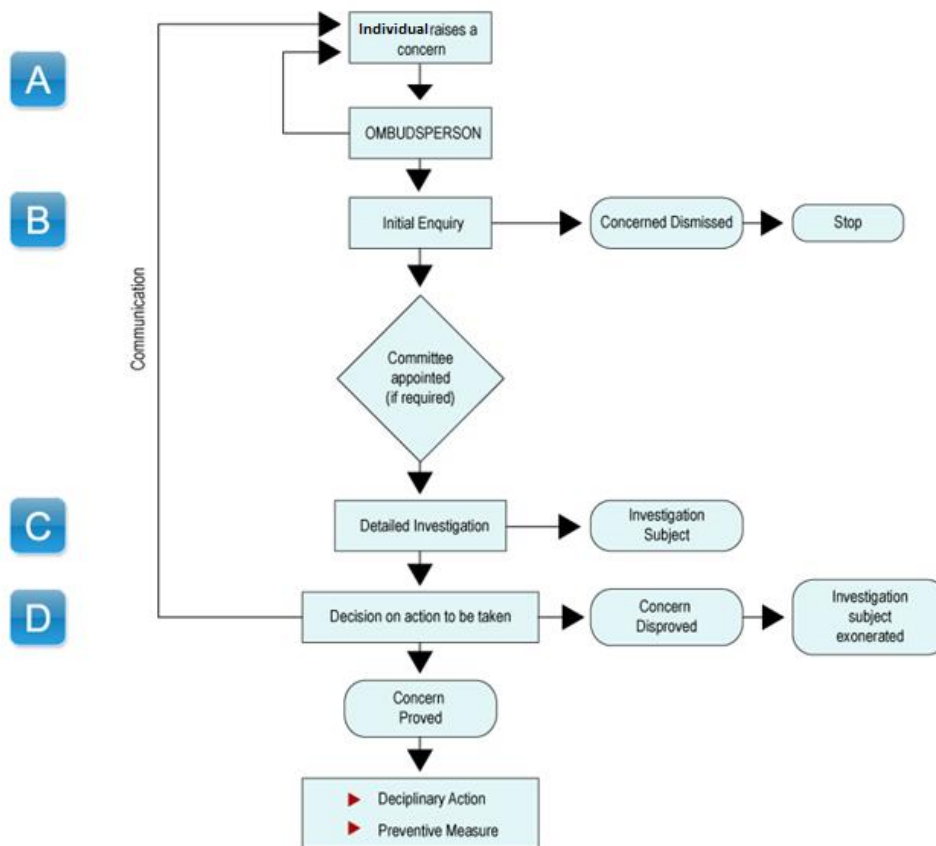 Individual raises a
concern
A
OMBUDSPERSON
B
Initial Enquiry
Concerned Dismissed
Stop
Communication
Committee
appointed
(if required)
C
Detailed Investigation
Investigation
Subject
D
Decision on action to be taken
Concern
Disproved
Investigation
subject
exonerated
Concern
Proved
Deciplinary Action
Preventive Measure